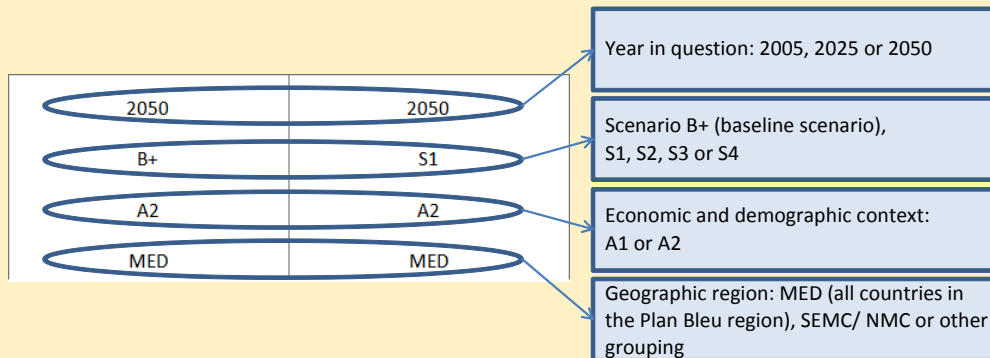 Year in question: 2005, 2025 or 2050
2050 2050
Scenario B+ (baseline scenario),
S1, S2, S3 or S4
B+ S1
Economic and demographic context:
A1 or A2
A2 A2
MED MED
Geographic region: MED (all countries in
the Plan Bleu region), SEMC/ NMC or other
grouping